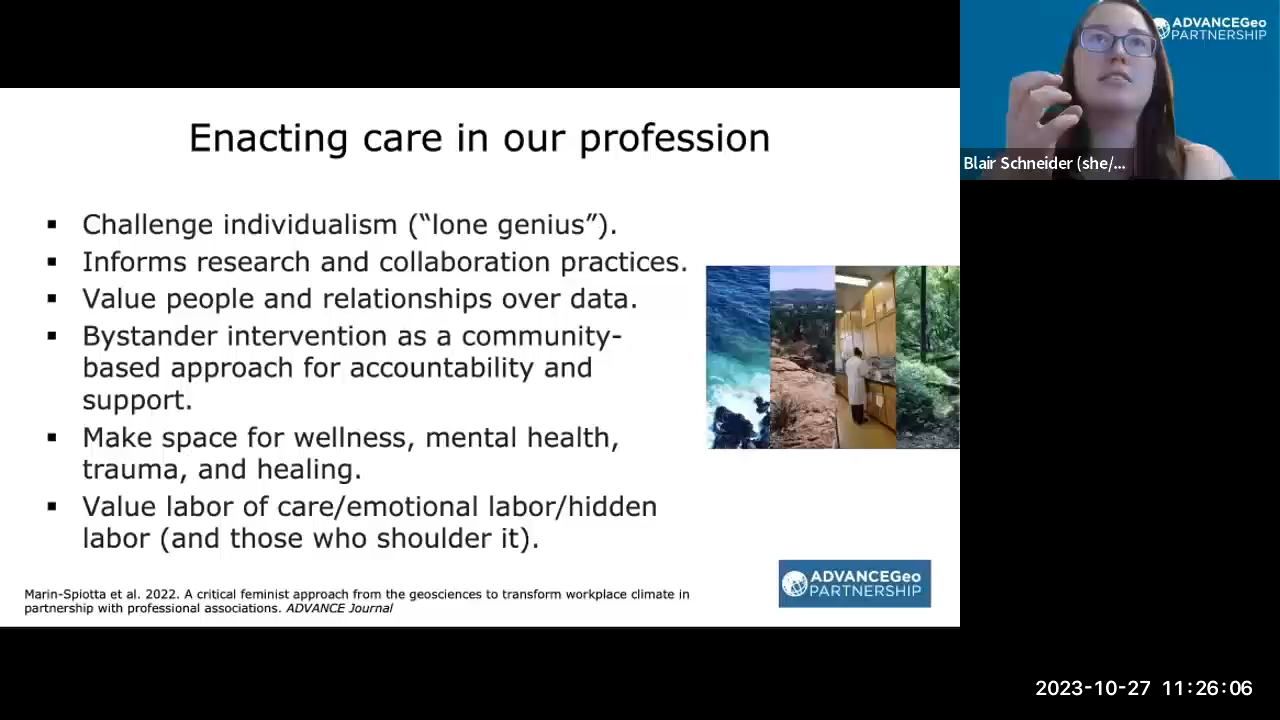 ADVANCEGeo
PARTNERSHIP
Blair Schneider (she/...
Enacting care in our profession
▪ Challenge individualism (“lone genius”).
▪ Informs research and collaboration practices.
▪ Value people and relationships over data.
▪ Bystander intervention as a community-
based approach for accountability and
support.
▪ Make space for wellness, mental health,
trauma, and healing.
▪ Value labor of care/emotional labor/hidden
labor (and those who shoulder it).
Marin-Spiotta et al. 2022. A critical feminist approach from the geosciences to transform workplace climate in
partnership with professional associations. ADVANCE Journal
ADVANCEGeo
PARTNERSHIP
2023-10-27 11:26:06